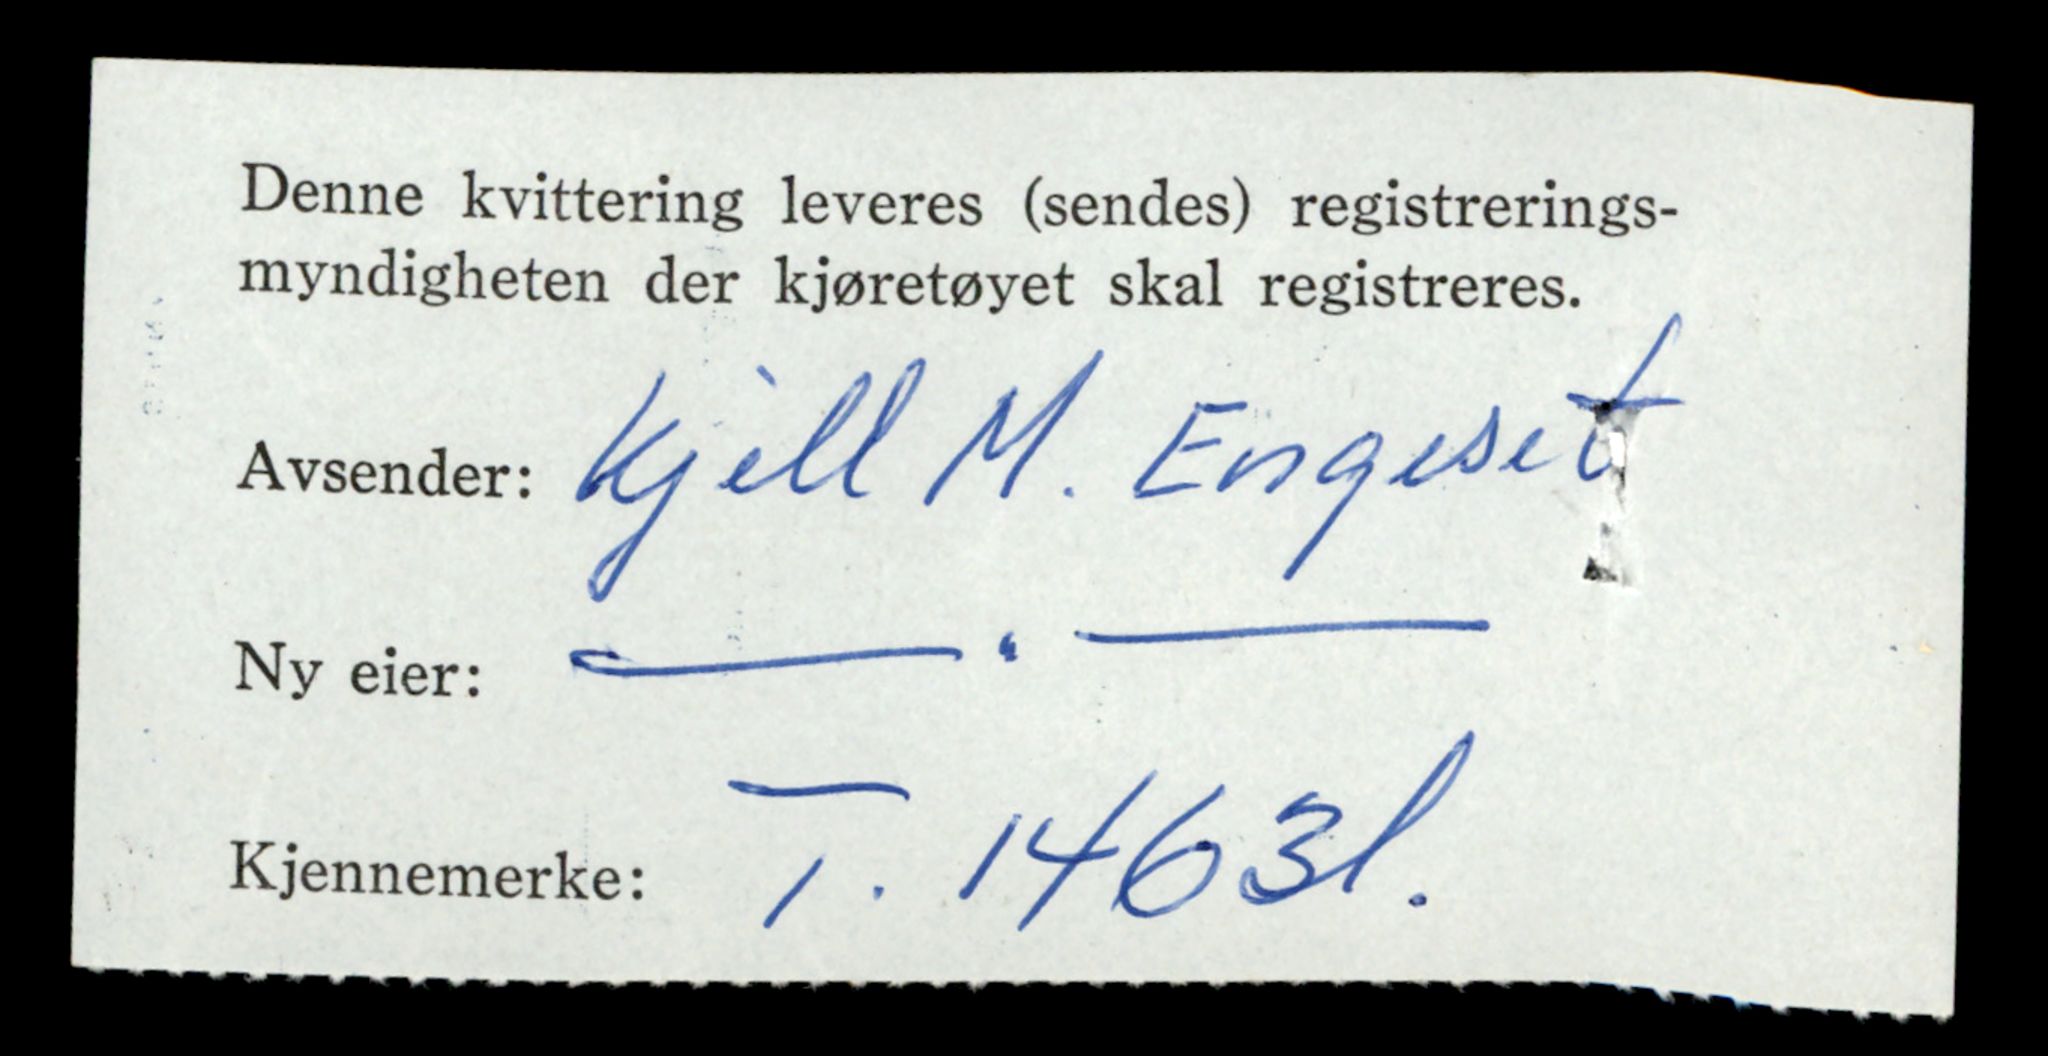 Denne kvittering leveres (sendes) registrerings-
myndigheten der kjøretøyet skal registreres.
Avsender: Kjell M. Engeset
Ny eier: — " —
Kjennemerke: T. 14631.